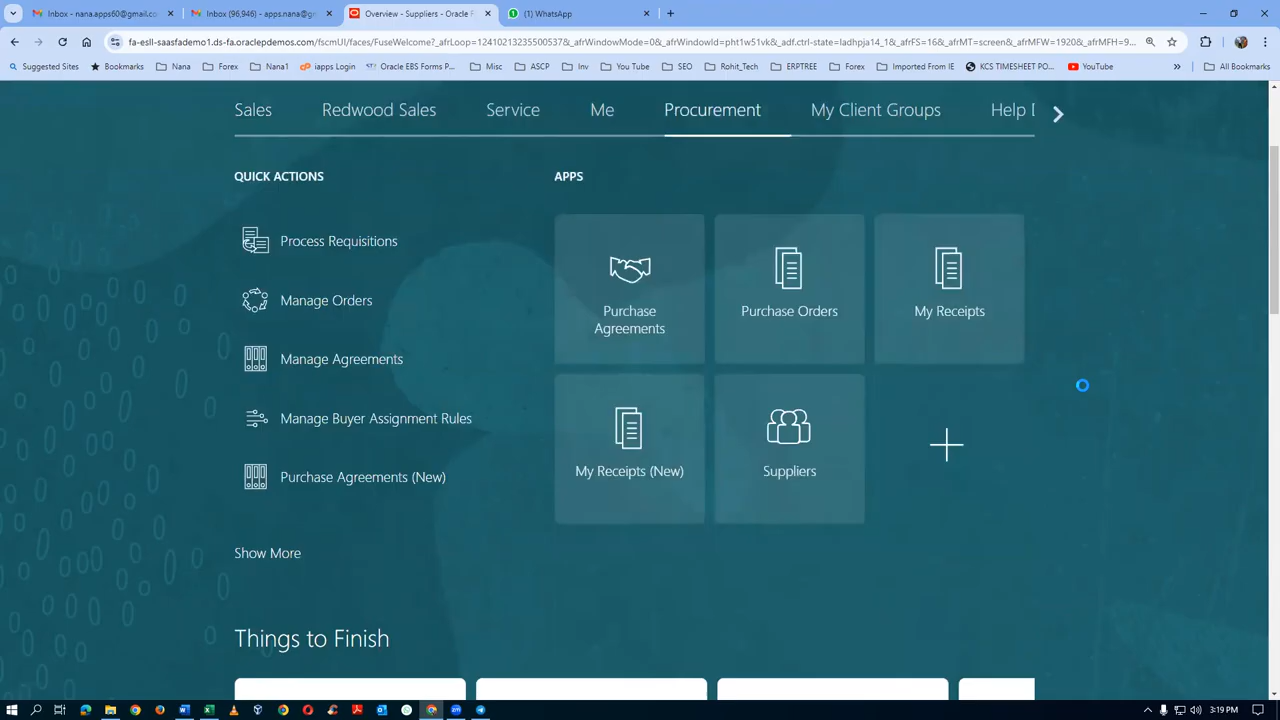 Inbox - nana.apps60@gmail.co
Inbox (96,946) - apps.nana@g
Overview - Suppliers - Oracle F
WhatsApp
fa-esll-saasfademo1.ds-fa.oraclepdemos.com/fscmUI/faces/FuseWelcome?_afrLoop=12410213235500537&_afrWindowMode=0&_afrWindowId=pht1w51vk&_adf.ctrl-state=ladhpja14_1&_afrFS=16&_afrMT=screen&_afrMFW=1920&_afrMFH=9...
Suggested Sites
Bookmarks
Nana
Forex
Nana1
iapps Login
Oracle EBS Forms P...
Misc
ASCP
Inv
You Tube
SEO
Rohit_Tech
ERPTREE
Forex
Imported From IE
KCS TIMESHEET PO...
YouTube
All Bookmarks
Sales
Redwood Sales
Service
Me
Procurement
My Client Groups
Help D
QUICK ACTIONS
APPS
Process Requisitions
Manage Orders
Manage Agreements
Manage Buyer Assignment Rules
Purchase Agreements (New)
Show More
Purchase
Agreements
Purchase Orders
My Receipts
My Receipts (New)
Suppliers
Things to Finish
3:19 PM